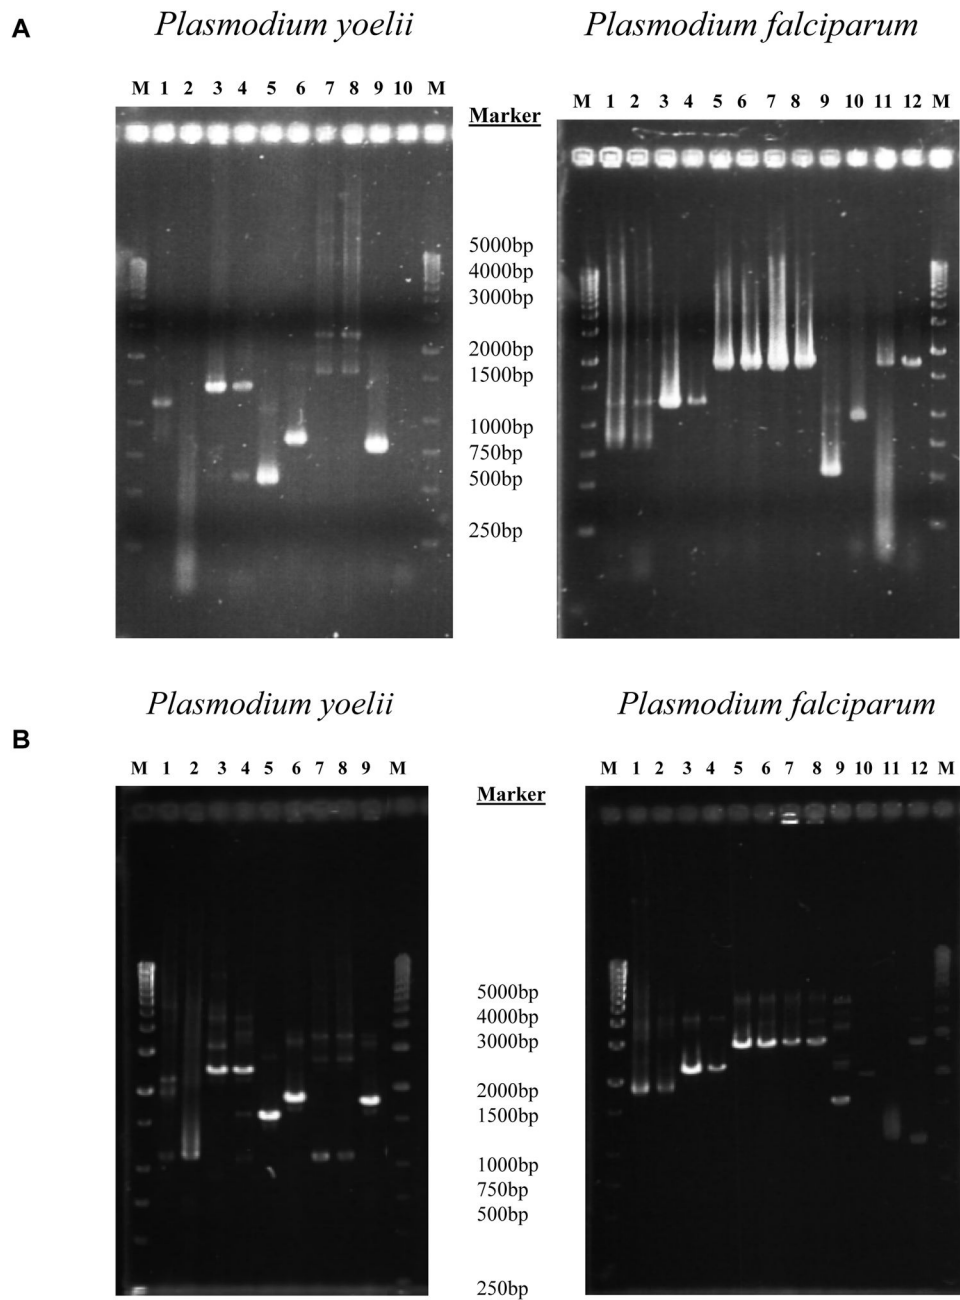 A
Plasmodium yoelii
Plasmodium falciparum
M 1 2 3 4 5 6 7 8 9 10 M
Marker
M 1 2 3 4 5 6 7 8 9 10 11 12 M
5000bp
4000bp
3000bp
2000bp
1500bp
1000bp
750bp
500bp
250bp
B
Plasmodium yoelii
Plasmodium falciparum
M 1 2 3 4 5 6 7 8 9 M
Marker
M 1 2 3 4 5 6 7 8 9 10 11 12 M
5000bp
4000bp
3000bp
2000bp
1500bp
1000bp
750bp
500bp
250bp